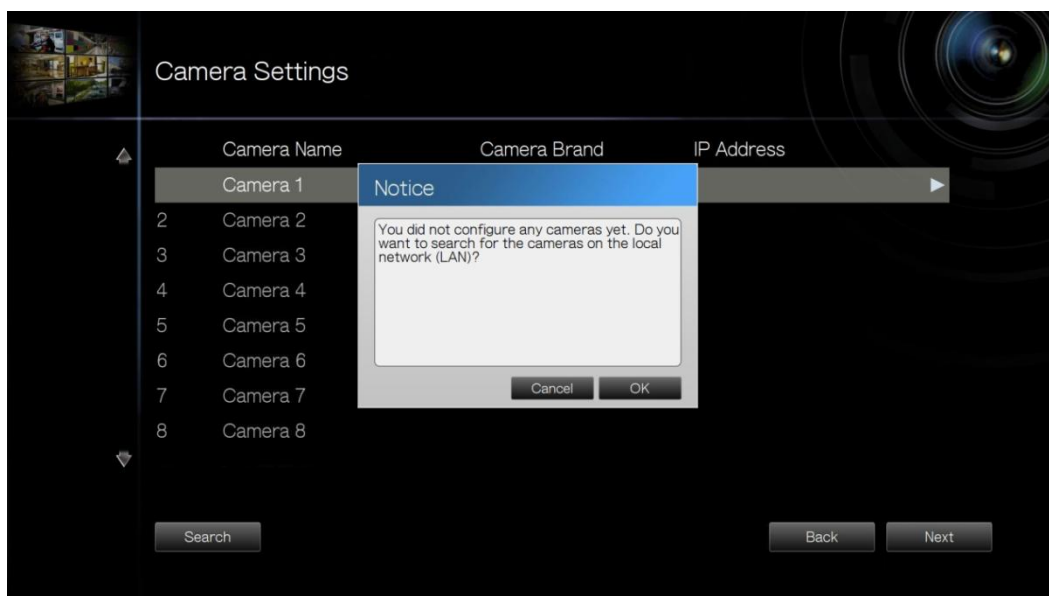 Camera Settings
Camera Name Camera Brand IP Address
Camera 1
2 Camera 2
3 Camera 3
4 Camera 4
5 Camera 5
6 Camera 6
7 Camera 7
8 Camera 8
Notice
You did not configure any cameras yet. Do you
want to search for the cameras on the local
network (LAN)?
Cancel OK
Search Back Next